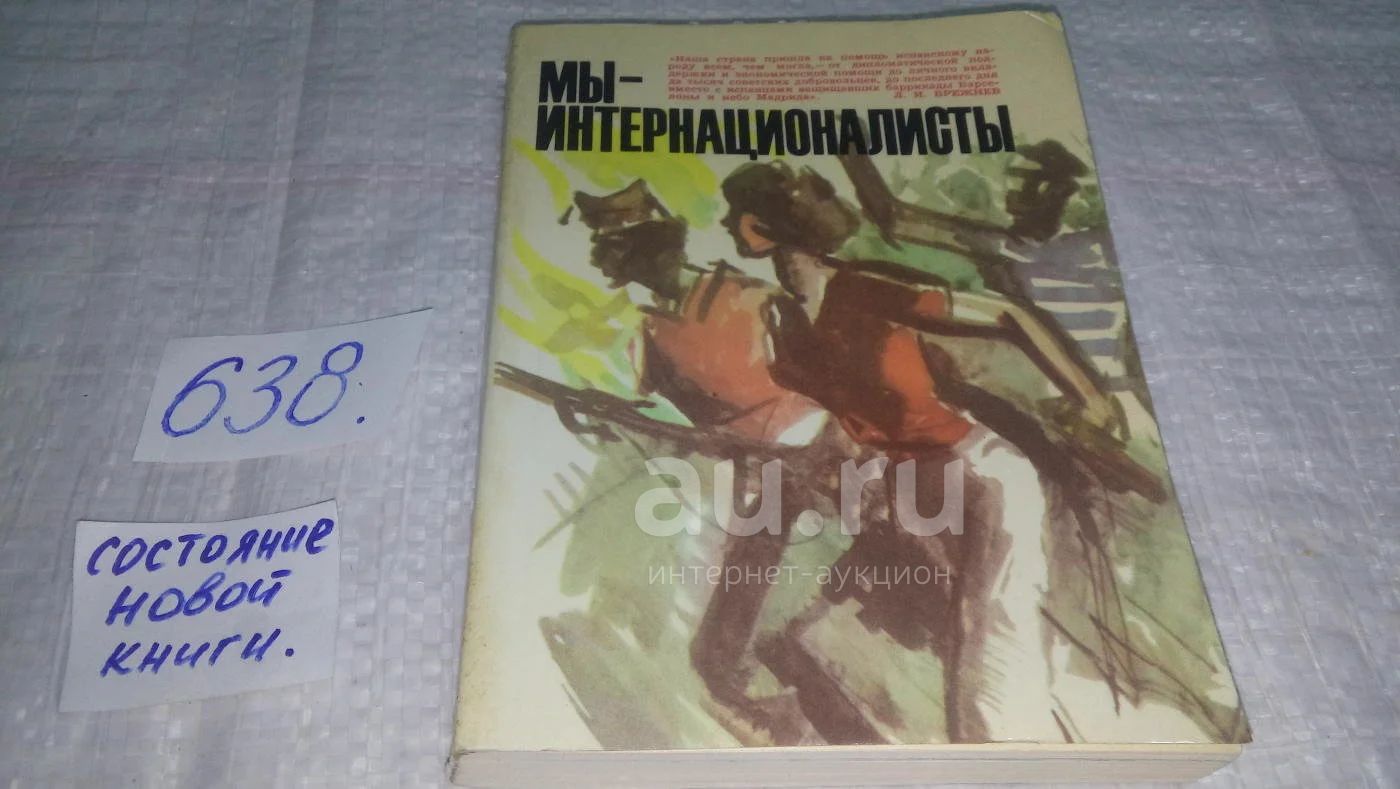 «Наша страна пришла на помощь испанскому на-
роду всем, чем могла,— от дипломатической под-
держки и экономической помощи до личного вкла-
да тысяч советских добровольцев, до последнего дня
вместе с испанцами защищавших баррикады Барсе-
лоны и небо Мадрида».
Л. И. БРЕЖНЕВ
МЫ–
ИНТЕРНАЦИОНАЛИСТЫ
638.
СОСТОЯНИЕ
НОВОЙ
КНИГИ.
au.ru
интернет-аукцион